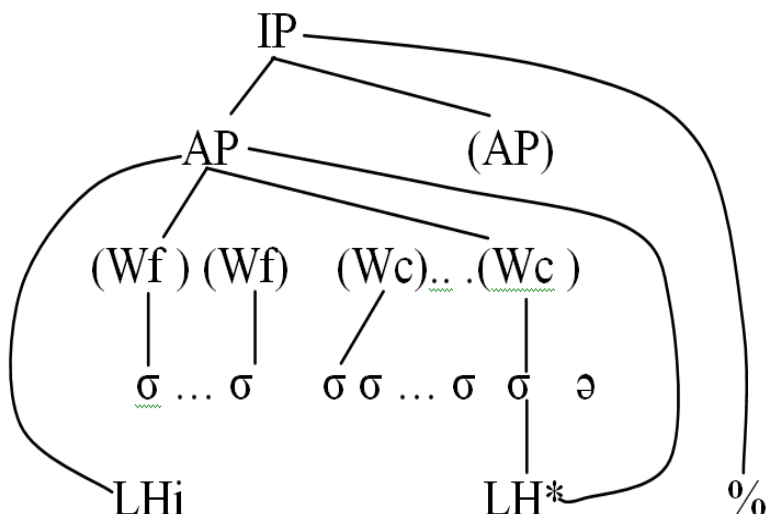 IP
AP (AP)
(Wf ) (Wf) (Wc).. .(Wc )
σ ... σ σ σ ... σ σ ə
LHi LH* %